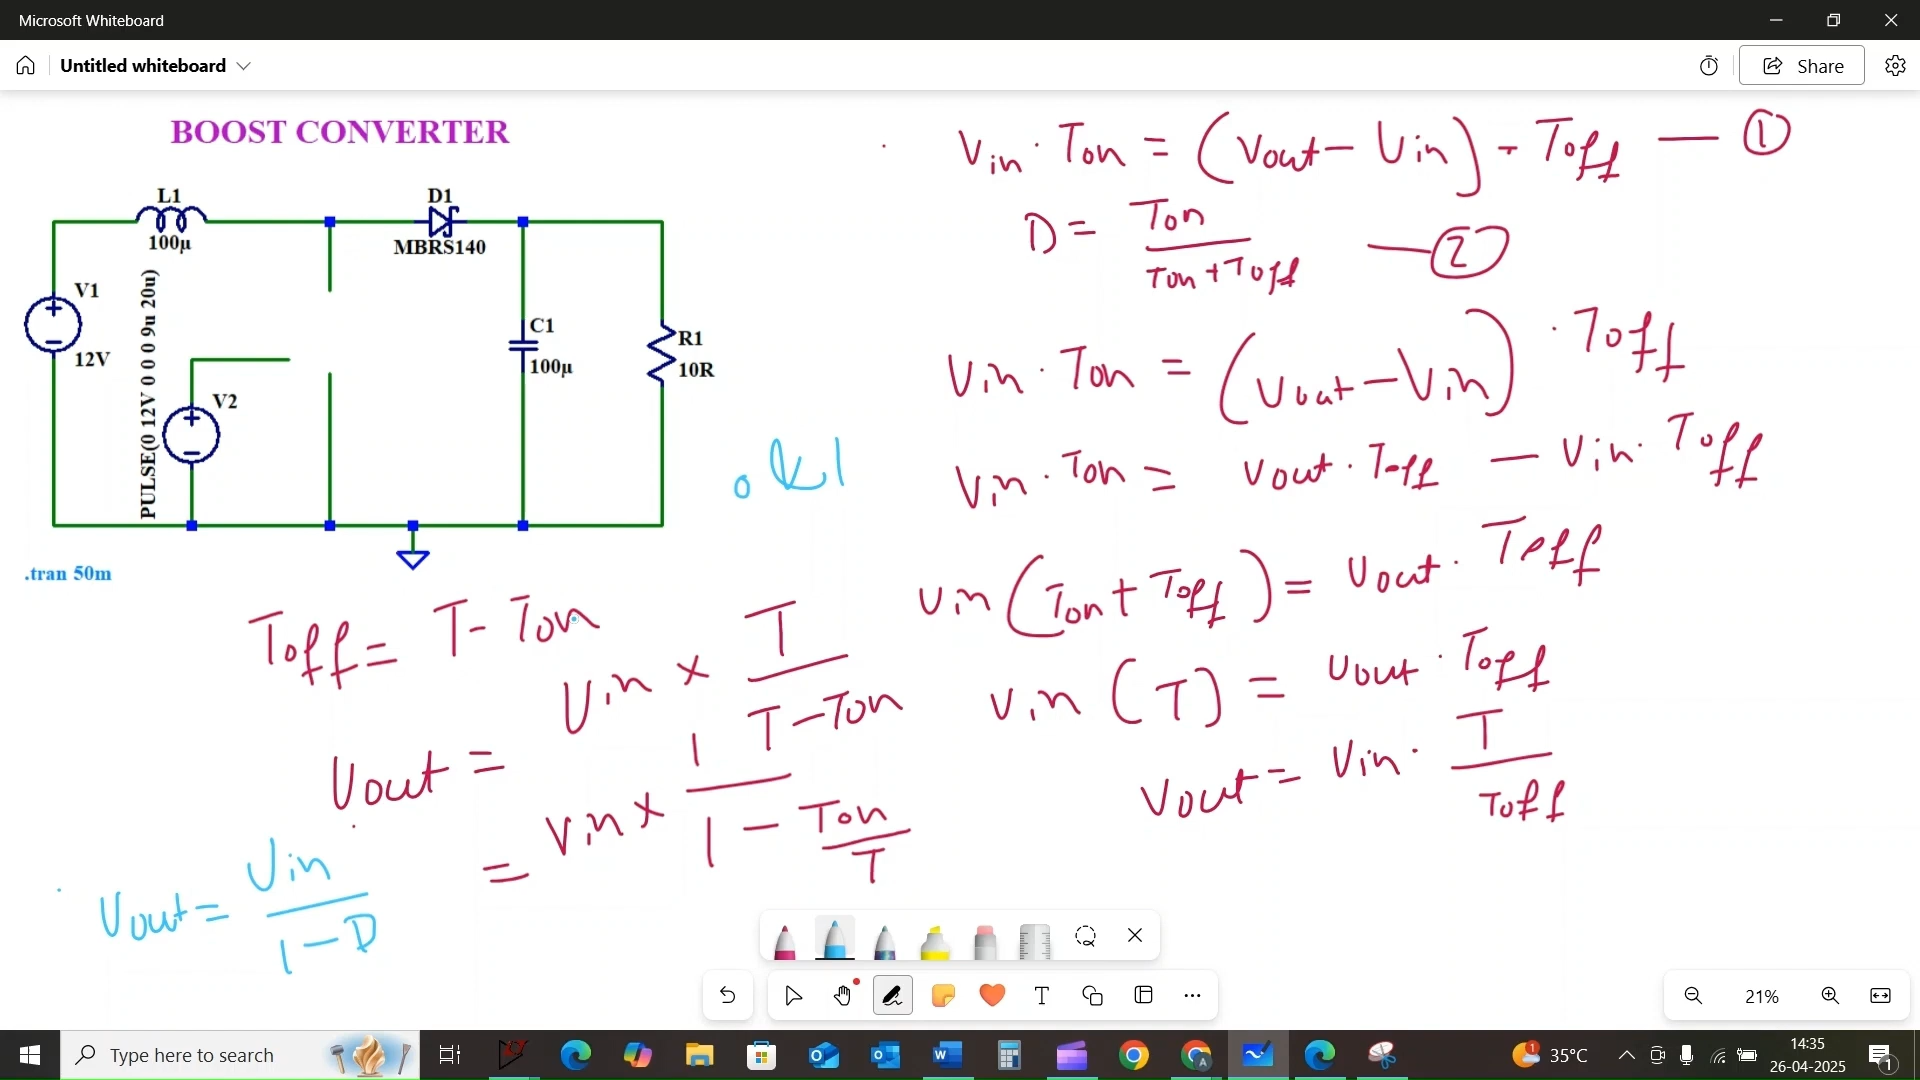 Microsoft Whiteboard
Untitled whiteboard
Share
BOOST CONVERTER
L1
100µ
D1
MBRS140
V1
12V
PULSE(0 12V 0 0 0 9u 20u)
V2
C1
100µ
R1
10R
.tran 50m
Vin · Ton = (Vout - Vin) - Toff — 1
D = Ton / Ton + Toff — 2
Vin · Ton = (Vout - Vin) · Toff
Vin · Ton = Vout · Toff - Vin · Toff
Vin (Ton + Toff) = Vout · Toff
Vin (T) = Vout · Toff
Vout = Vin · T / Toff
Toff = T - Ton
Vout = Vin × T / T - Ton
= Vin × 1 / 1 - Ton / T
Vout = Vin / 1 - D
21%
Type here to search
1
35°C
14:35
26-04-2025
1